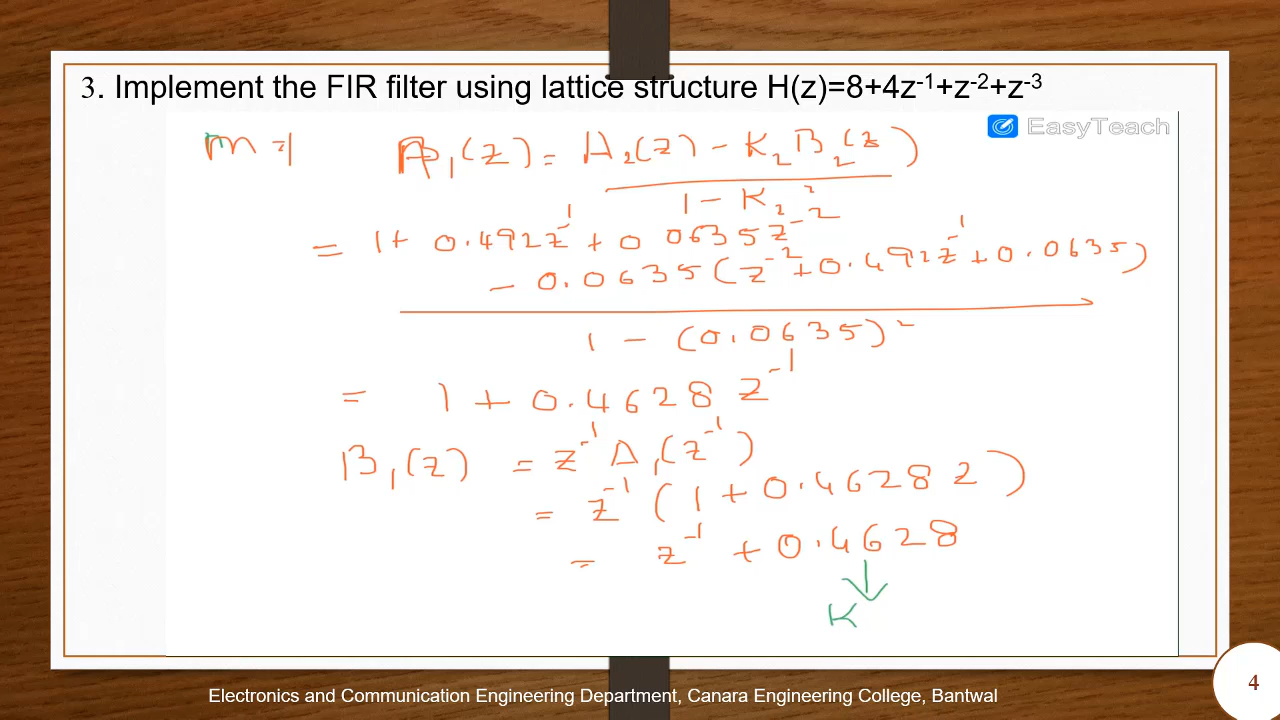 3. Implement the FIR filter using lattice structure H(z)=8+4z⁻¹+z⁻²+z⁻³
EasyTeach
m=1 A₁(z) = A₂(z) - K₂B₂(z)
1 - K₂²
= 1+ 0.492z⁻¹ + 0 0635z⁻²
- 0.0635(z⁻²+0.492z⁻¹+0.0635)
1 - (0.0635)²
= 1 + 0.4628 z⁻¹
B₁(z) = z⁻¹ A₁(z⁻¹)
= z⁻¹ (1 + 0.4628 z)
= z⁻¹ + 0.4628
K
Electronics and Communication Engineering Department, Canara Engineering College, Bantwal
4